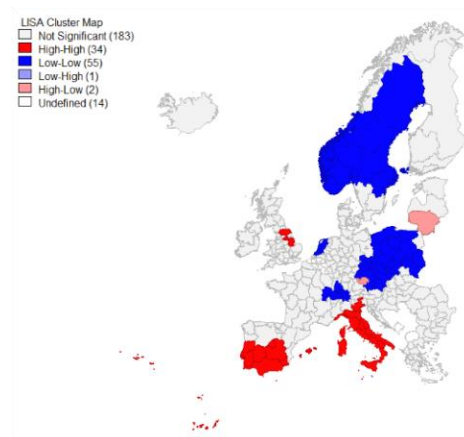 LISA Cluster Map
Not Significant (183)
High-High (34)
Low-Low (55)
Low-High (1)
High-Low (2)
Undefined (14)